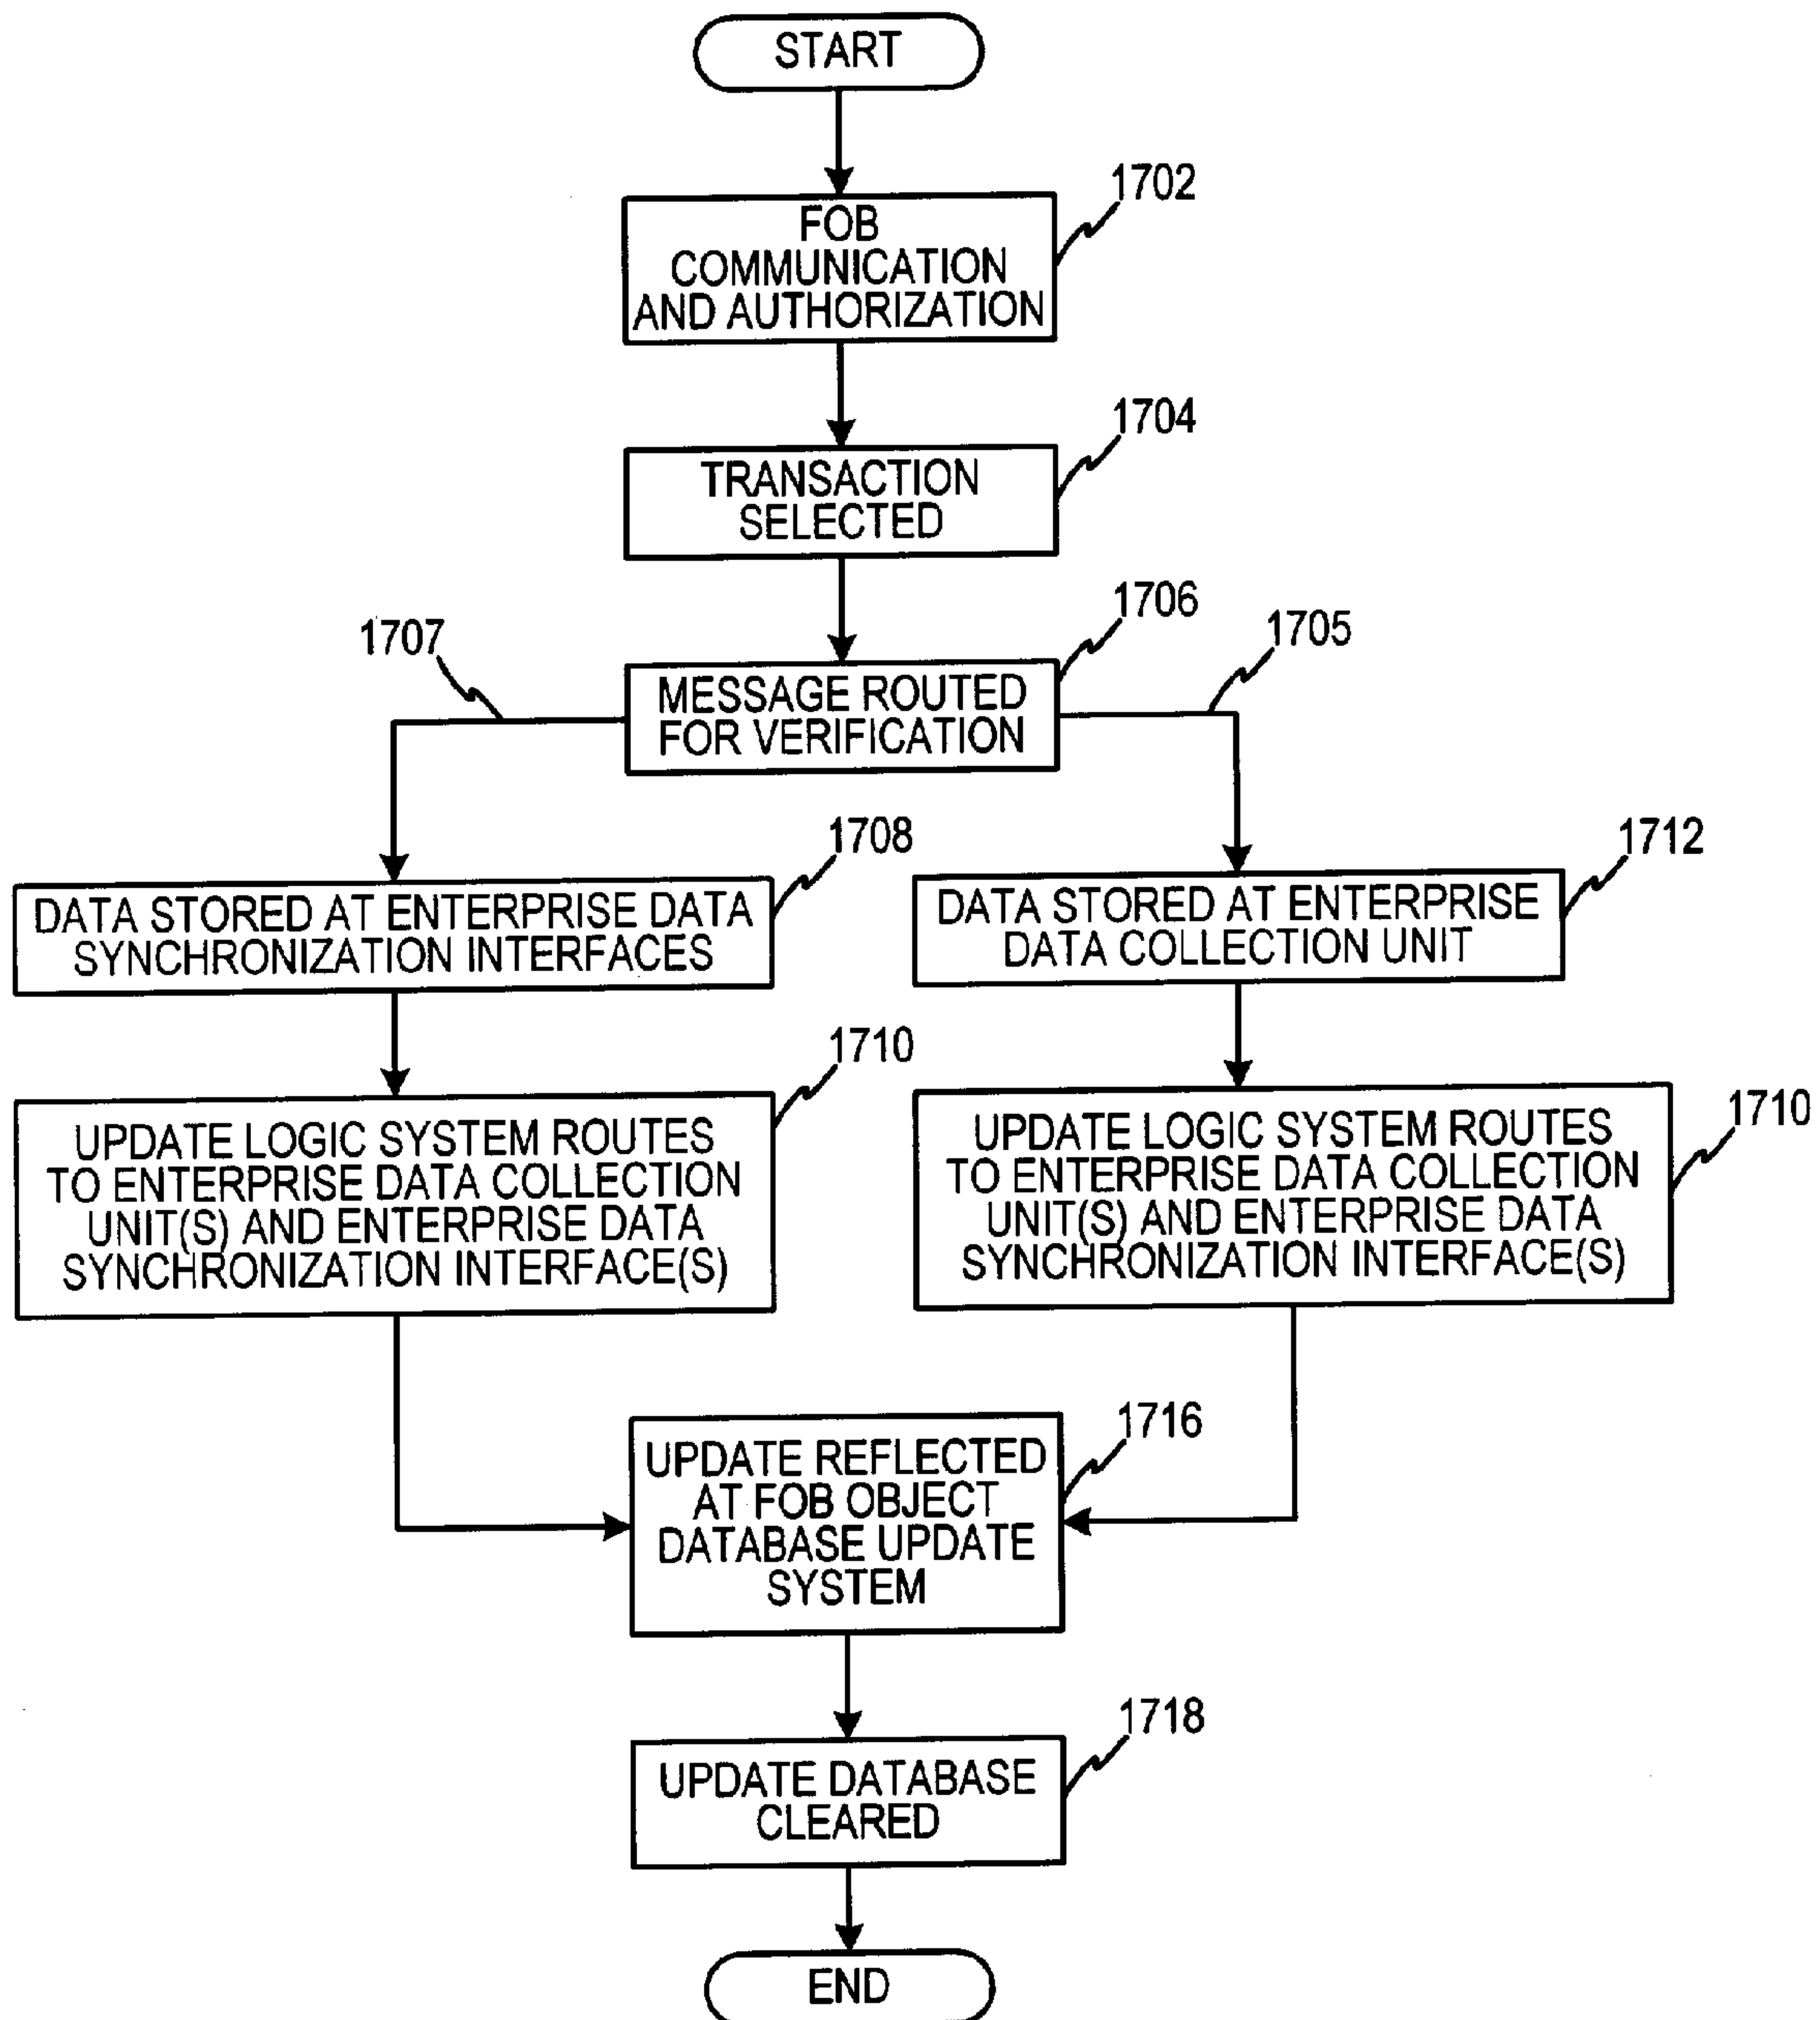 START
1702
FOB
COMMUNICATION
AND AUTHORIZATION
1704
TRANSACTION
SELECTED
1706
1707
1705
MESSAGE ROUTED
FOR VERIFICATION
1708
DATA STORED AT ENTERPRISE DATA
SYNCHRONIZATION INTERFACES
1712
DATA STORED AT ENTERPRISE
DATA COLLECTION UNIT
1710
UPDATE LOGIC SYSTEM ROUTES
TO ENTERPRISE DATA COLLECTION
UNIT(S) AND ENTERPRISE DATA
SYNCHRONIZATION INTERFACE(S)
1710
UPDATE LOGIC SYSTEM ROUTES
TO ENTERPRISE DATA COLLECTION
UNIT(S) AND ENTERPRISE DATA
SYNCHRONIZATION INTERFACE(S)
1716
UPDATE REFLECTED
AT FOB OBJECT
DATABASE UPDATE
SYSTEM
1718
UPDATE DATABASE
CLEARED
END